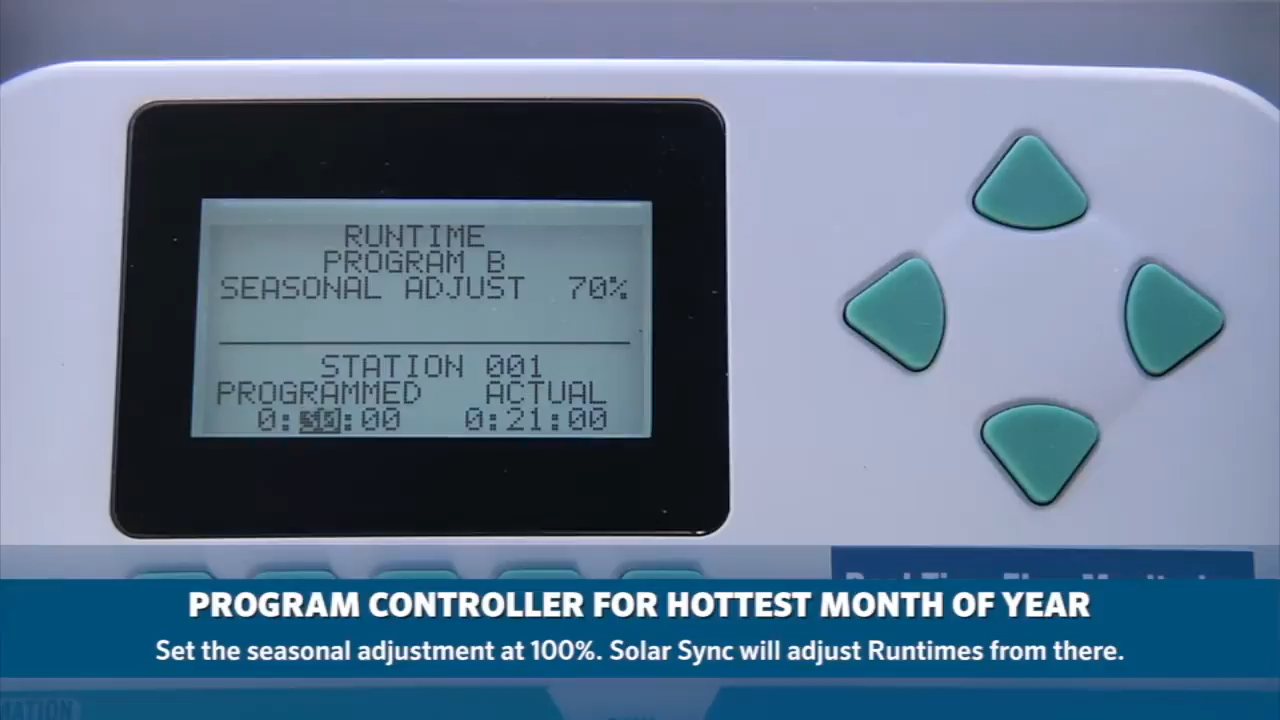 RUNTIME
PROGRAM B
SEASONAL ADJUST 70%
STATION 001
PROGRAMMED ACTUAL
0:30:00 0:21:00
PROGRAM CONTROLLER FOR HOTTEST MONTH OF YEAR
Set the seasonal adjustment at 100%. Solar Sync will adjust Runtimes from there.